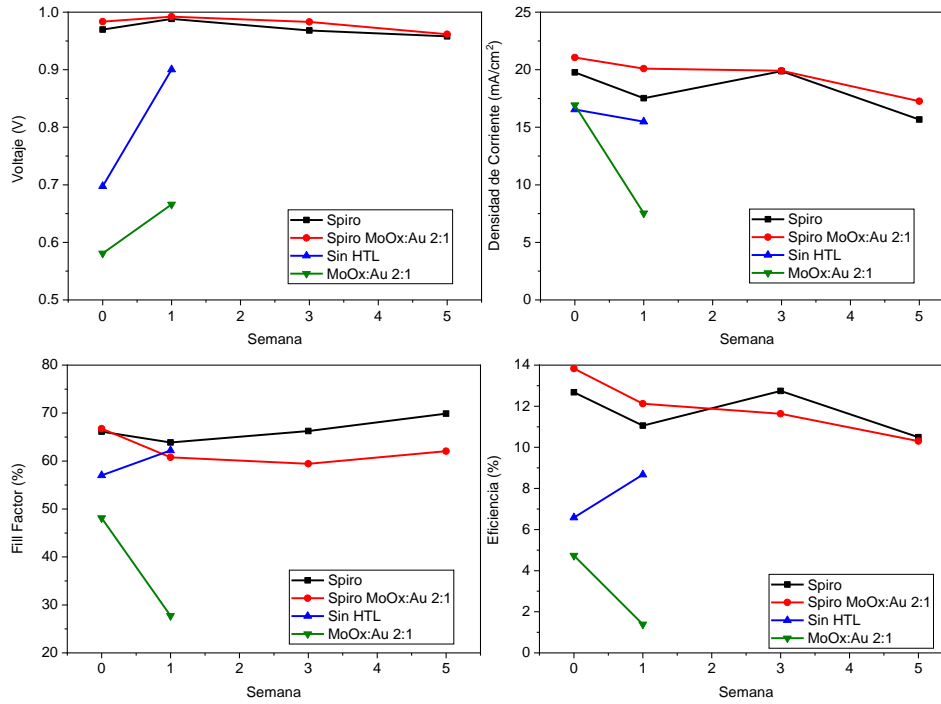 1.0
0.9
0.8
0.7
0.6
0.5
Voltaje (V)
0 1 2 3 4 5
Semana
Spiro
Spiro MoOx:Au 2:1
Sin HTL
MoOx:Au 2:1
25
20
15
10
5
0
Densidad de Corriente (mA/cm²)
0 1 2 3 4 5
Semana
Spiro
Spiro MoOx:Au 2:1
Sin HTL
MoOx:Au 2:1
80
70
60
50
40
30
20
Fill Factor (%)
0 1 2 3 4 5
Semana
Spiro
Spiro MoOx:Au 2:1
Sin HTL
MoOx:Au 2:1
14
12
10
8
6
4
2
0
Eficiencia (%)
0 1 2 3 4 5
Semana
Spiro
Spiro MoOx:Au 2:1
Sin HTL
MoOx:Au 2:1